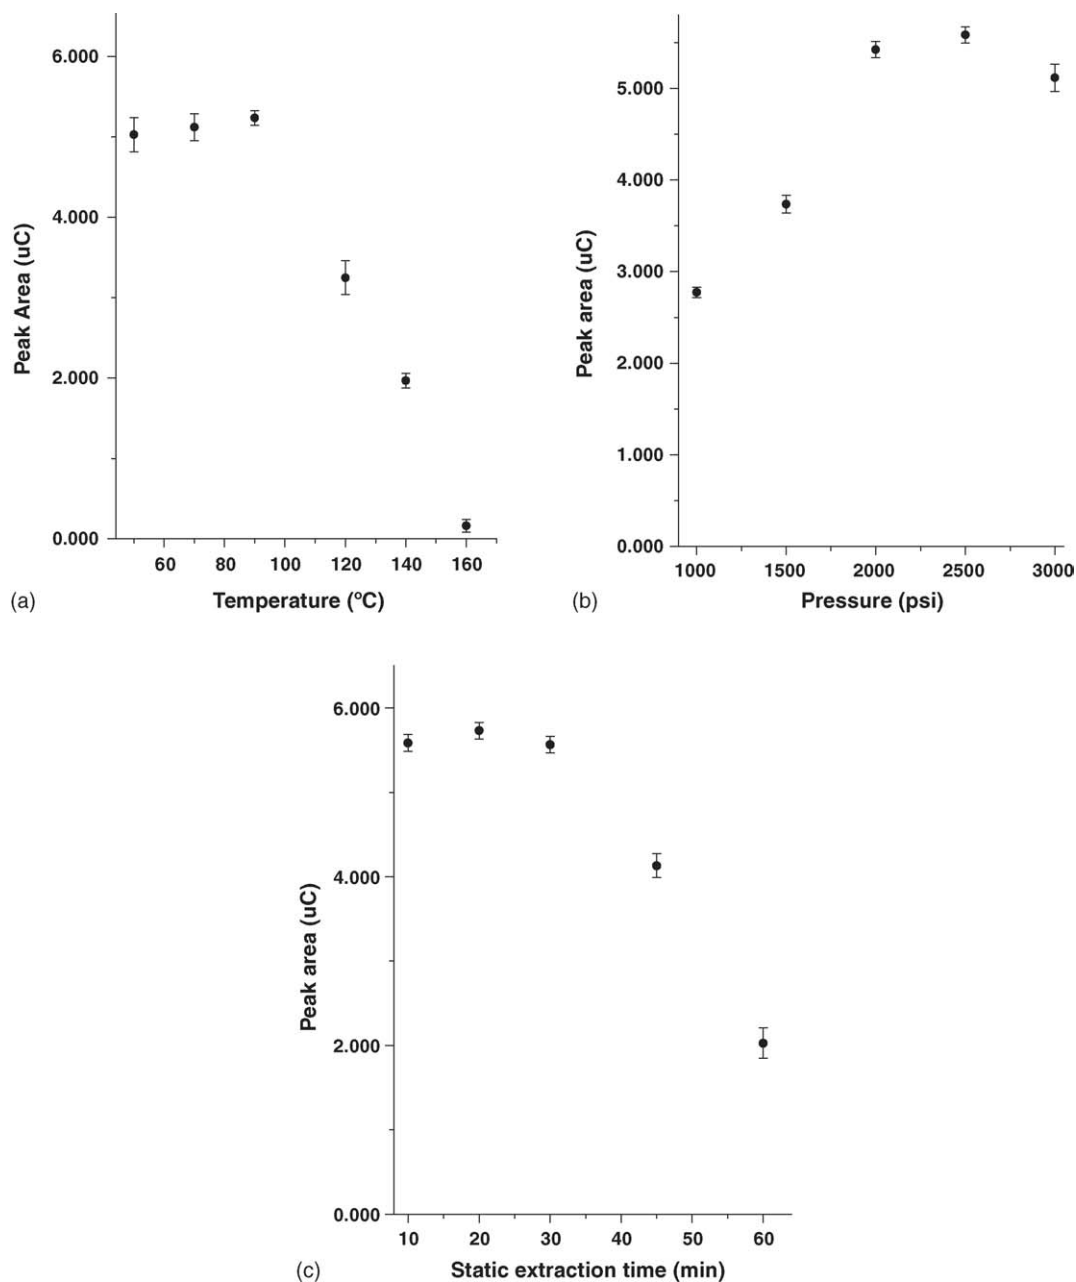 6.000
4.000
2.000
0.000
Peak Area (uC)
60 80 100 120 140 160
(a) Temperature (ºC)
5.000
4.000
3.000
2.000
1.000
0.000
Peak area (uC)
1000 1500 2000 2500 3000
(b) Pressure (psi)
6.000
4.000
2.000
0.000
Peak area (uC)
10 20 30 40 50 60
(c) Static extraction time (min)